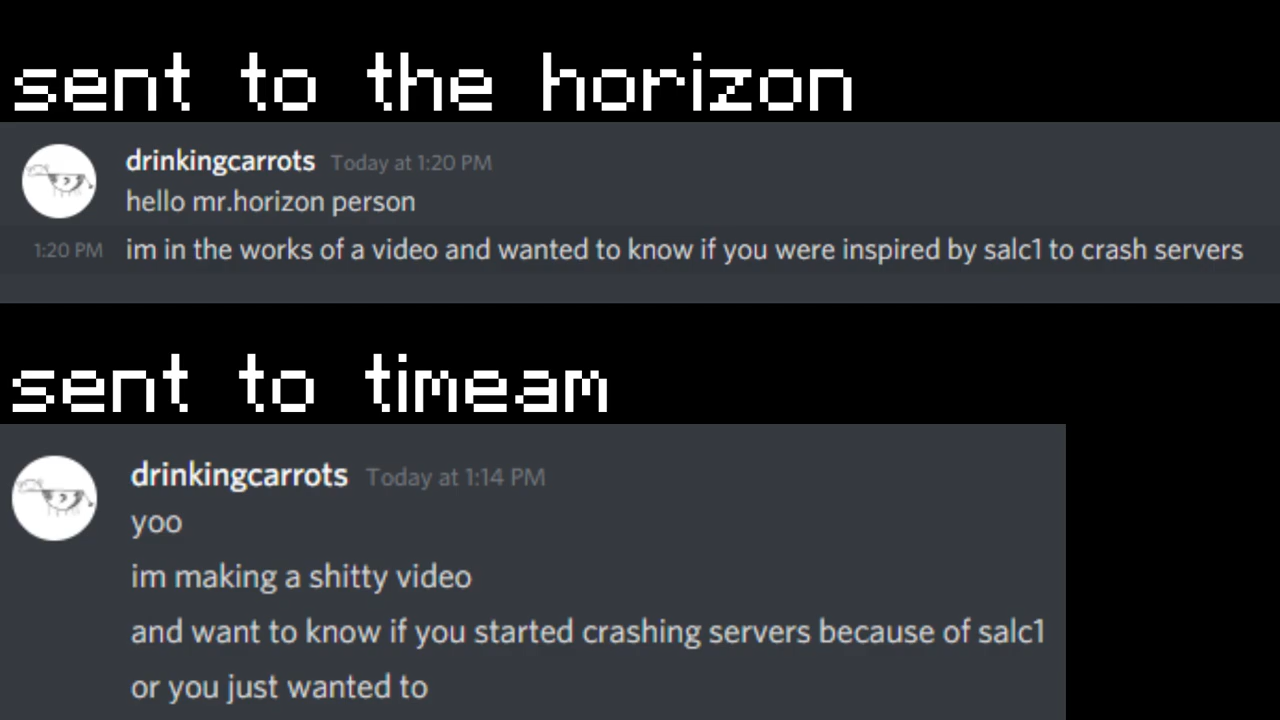 sent to the horizon
drinkingcarrots Today at 1:20 PM
hello mr.horizon person
1:20 PM im in the works of a video and wanted to know if you were inspired by salc1 to crash servers
sent to timeam
drinkingcarrots Today at 1:14 PM
yoo
im making a shitty video
and want to know if you started crashing servers because of salc1
or you just wanted to